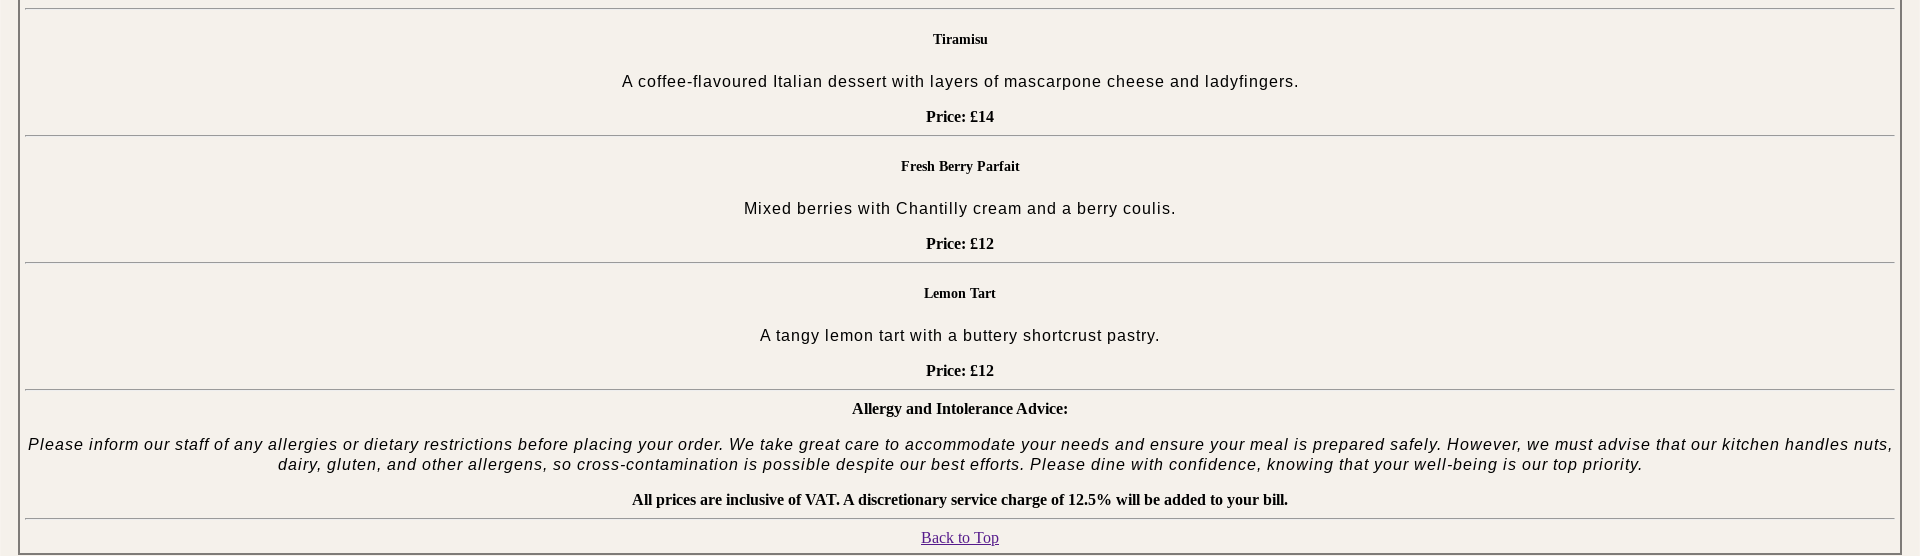 Tiramisu
A coffee-flavoured Italian dessert with layers of mascarpone cheese and ladyfingers.
Price: £14
Fresh Berry Parfait
Mixed berries with Chantilly cream and a berry coulis.
Price: £12
Lemon Tart
A tangy lemon tart with a buttery shortcrust pastry.
Price: £12
Allergy and Intolerance Advice:
Please inform our staff of any allergies or dietary restrictions before placing your order. We take great care to accommodate your needs and ensure your meal is prepared safely. However, we must advise that our kitchen handles nuts,
dairy, gluten, and other allergens, so cross-contamination is possible despite our best efforts. Please dine with confidence, knowing that your well-being is our top priority.
All prices are inclusive of VAT. A discretionary service charge of 12.5% will be added to your bill.
Back to Top